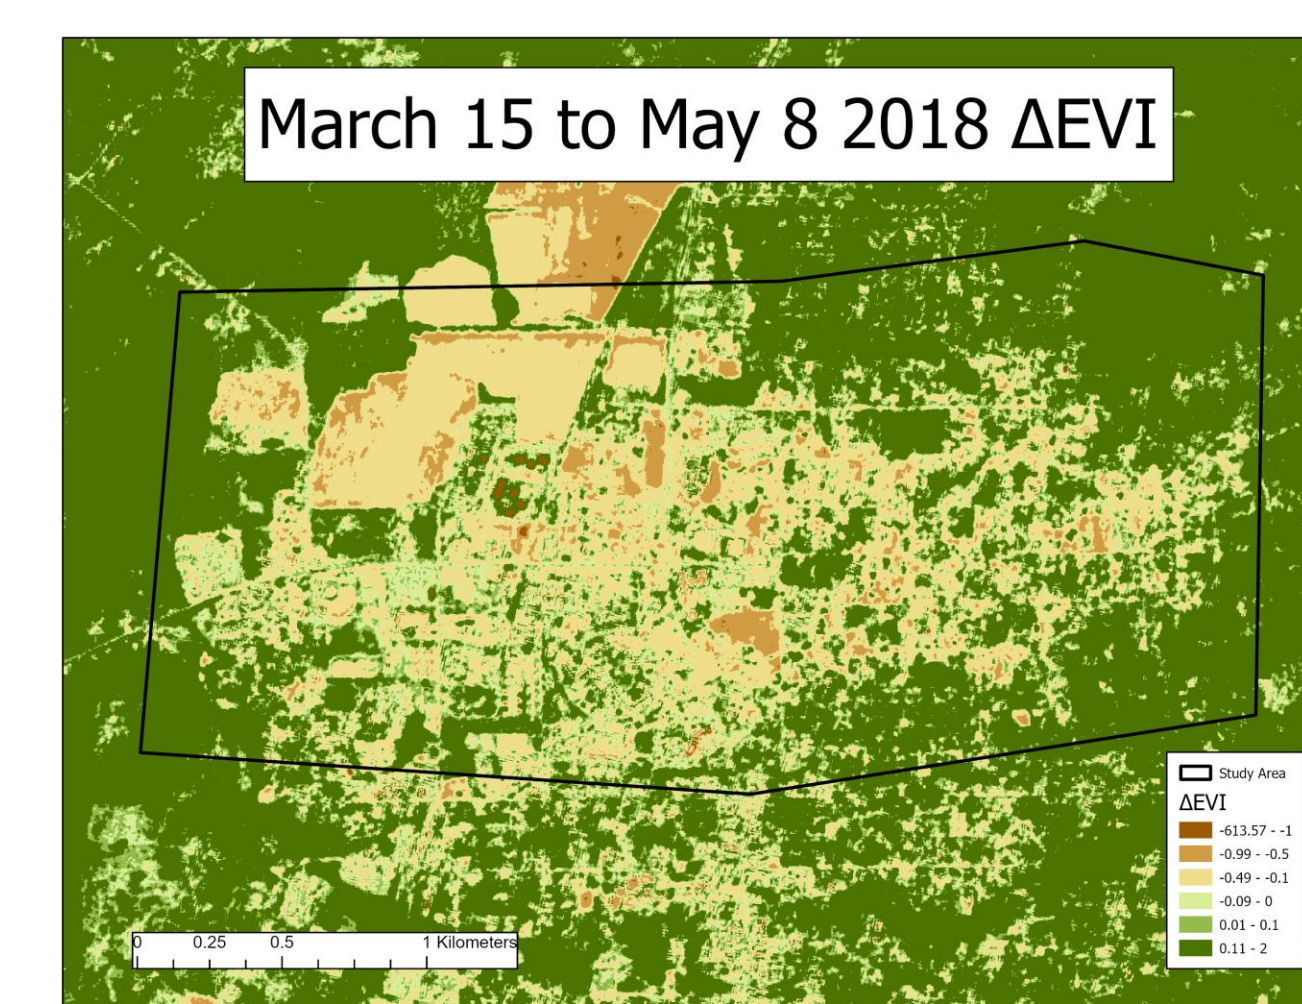 March 15 to May 8 2018 ΔEVI
Study Area
ΔEVI
-613.57 - -1
-0.99 - -0.5
-0.49 - -0.1
-0.09 - 0
0.01 - 0.1
0.11 - 2
0 0.25 0.5 1 Kilometers